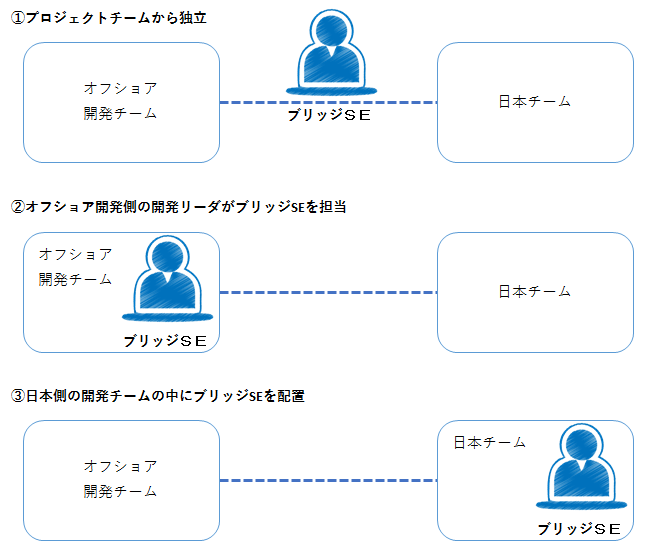 ①プロジェクトチームから独立
オフショア
開発チーム
ブリッジＳＥ
日本チーム
②オフショア開発側の開発リーダがブリッジSEを担当
オフショア
開発チーム
ブリッジＳＥ
日本チーム
③日本側の開発チームの中にブリッジSEを配置
オフショア
開発チーム
日本チーム
ブリッジＳＥ